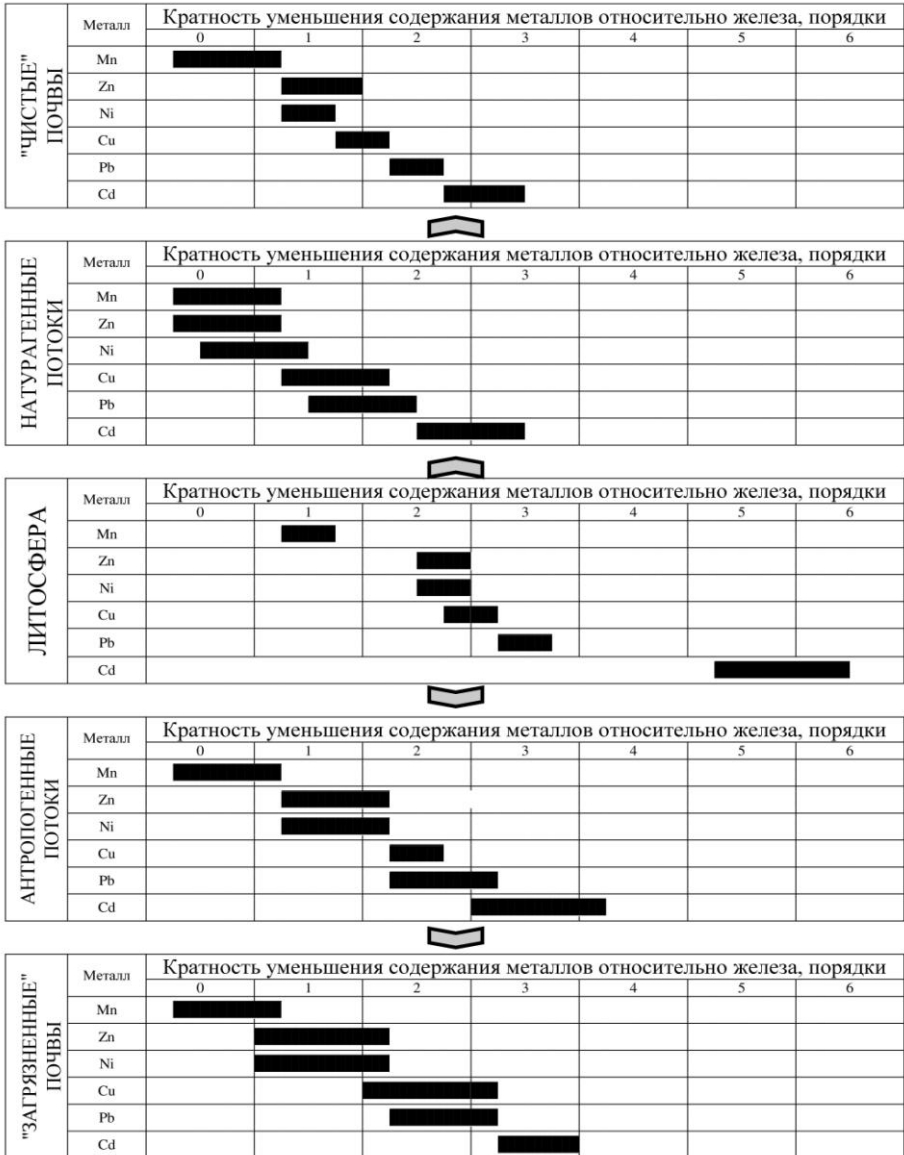 "ЧИСТЫЕ"
ПОЧВЫ
Металл
Кратность уменьшения содержания металлов относительно железа, порядки
0 1 2 3 4 5 6
Mn
Zn
Ni
Cu
Pb
Cd
НАТУРАГЕННЫЕ
ПОТОКИ
Металл
Кратность уменьшения содержания металлов относительно железа, порядки
0 1 2 3 4 5 6
Mn
Zn
Ni
Cu
Pb
Cd
ЛИТОСФЕРА
Металл
Кратность уменьшения содержания металлов относительно железа, порядки
0 1 2 3 4 5 6
Mn
Zn
Ni
Cu
Pb
Cd
АНТРОПОГЕННЫЕ
ПОТОКИ
Металл
Кратность уменьшения содержания металлов относительно железа, порядки
0 1 2 3 4 5 6
Mn
Zn
Ni
Cu
Pb
Cd
"ЗАГРЯЗНЕННЫЕ"
ПОЧВЫ
Металл
Кратность уменьшения содержания металлов относительно железа, порядки
0 1 2 3 4 5 6
Mn
Zn
Ni
Cu
Pb
Cd